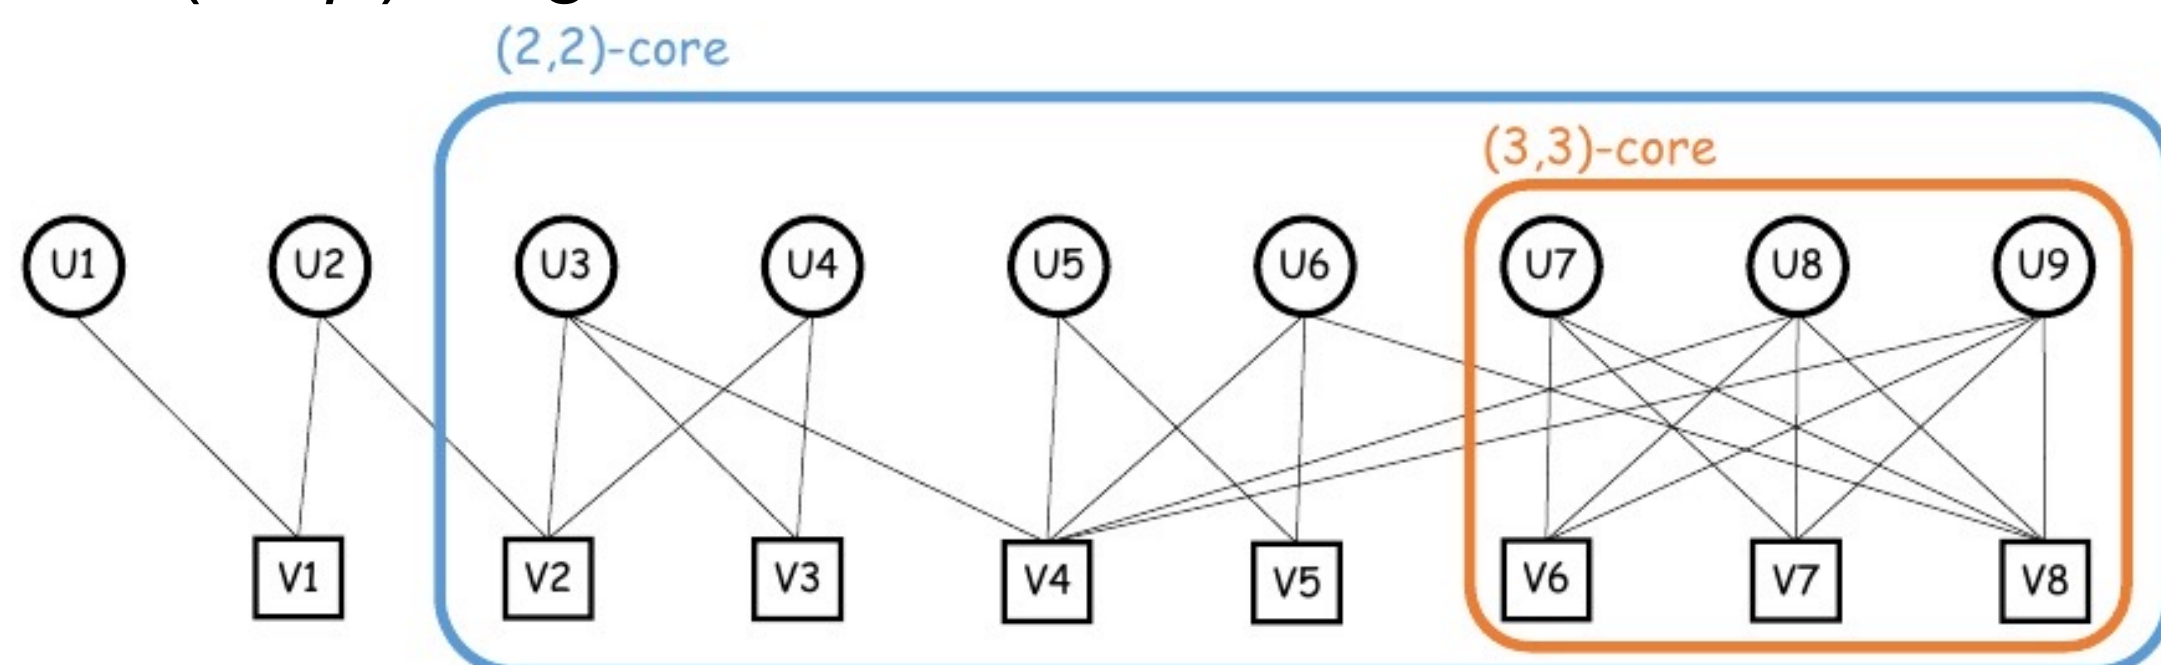 (2,2)-core
(3,3)-core
U1 U2 U3 U4 U5 U6 U7 U8 U9
V1 V2 V3 V4 V5 V6 V7 V8